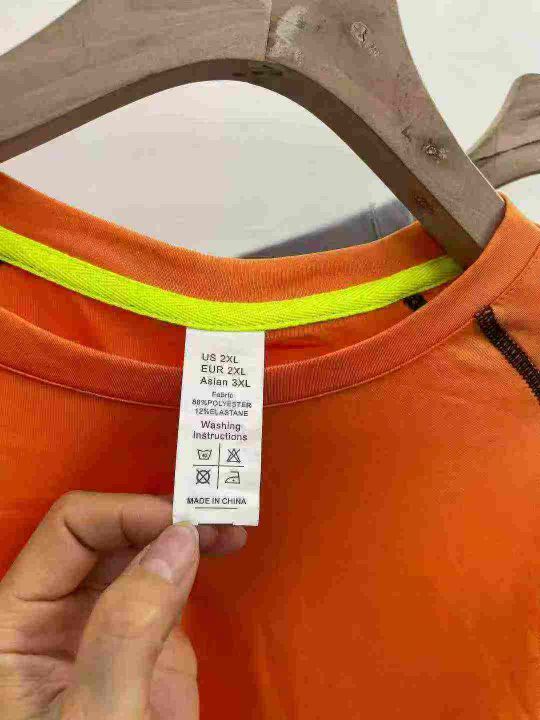 US 2XL
EUR 2XL
Asian 3XL
Fabric
88%POLYESTER
12%ELASTANE
Washing
Instructions
MADE IN CHINA